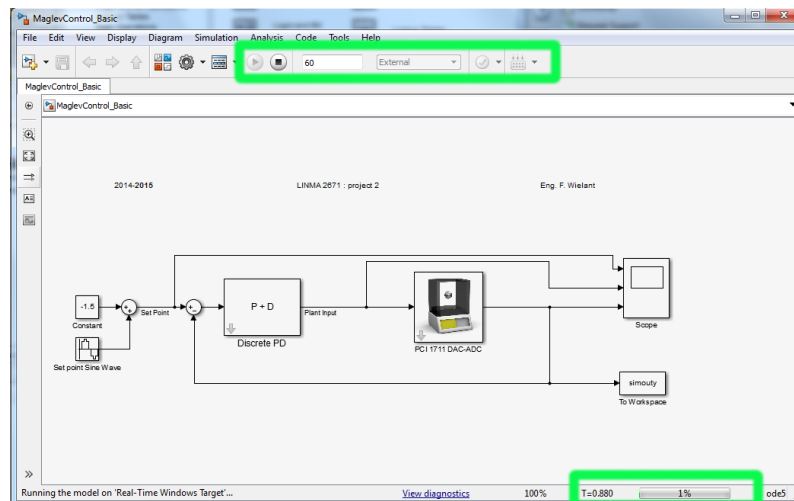 MaglevControl_Basic
File Edit View Display Diagram Simulation Analysis Code Tools Help
60 External
MaglevControl_Basic
MaglevControl_Basic
2014-2015 LINMA 2671 : project 2 Eng. F. Wielant
-1.5
Constant
Set Point
P + D
Discrete PD
Plant Input
PCI 1711 DAC-ADC
Scope
Set point Sine Wave
simouty
To Workspace
Running the model on 'Real-Time Windows Target'... View diagnostics 100% T=0.880 1% ode5